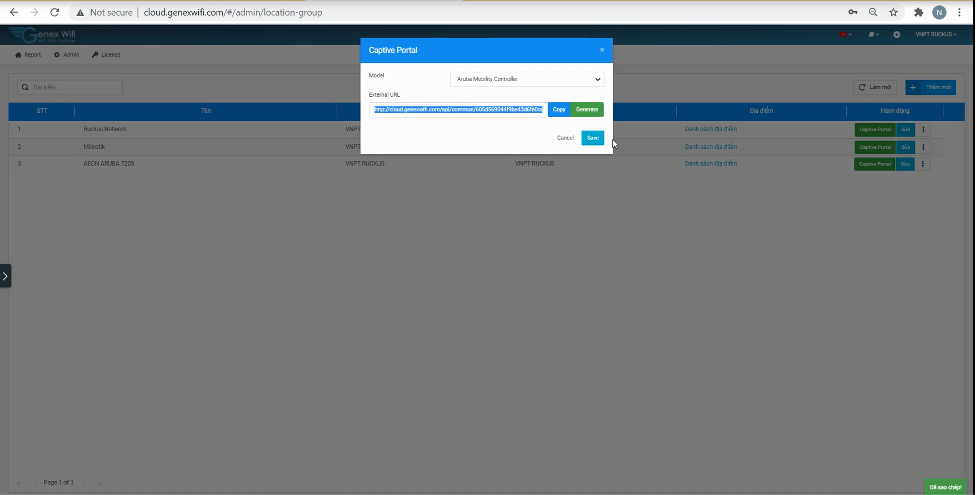 Not secure | cloud.genexwifi.com/#/admin/location-group
N
Genex Wifi
VNPT RUCKUS
Report Admin License
Captive Portal ×
Model Aruba Mobility Controller
External URL
http://cloud.genexwifi.com/api/common/605d569044f9be43d6fe0cc Copy Generate
Cancel Save
Tìm kiếm... Làm mới + Thêm mới
STT Tên Địa điểm Hành động
1 Ruckus Network VNPT Danh sách địa điểm Captive Portal Sửa
2 Mikrotik VNPT Danh sách địa điểm Captive Portal Sửa
3 AEON ARUBA 7205 VNPT RUCKUS VNPT RUCKUS Danh sách địa điểm Captive Portal Sửa
Page 1 of 1
Đã sao chép!